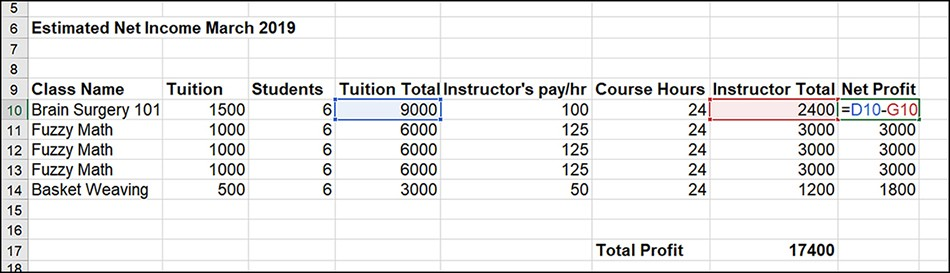 5
6 Estimated Net Income March 2019
7
8
9 Class Name Tuition Students Tuition Total Instructor's pay/hr Course Hours Instructor Total Net Profit
10 Brain Surgery 101 1500 6 9000 100 24 2400 =D10-G10
11 Fuzzy Math 1000 6 6000 125 24 3000 3000
12 Fuzzy Math 1000 6 6000 125 24 3000 3000
13 Fuzzy Math 1000 6 6000 125 24 3000 3000
14 Basket Weaving 500 6 3000 50 24 1200 1800
15
16
17 Total Profit 17400
18